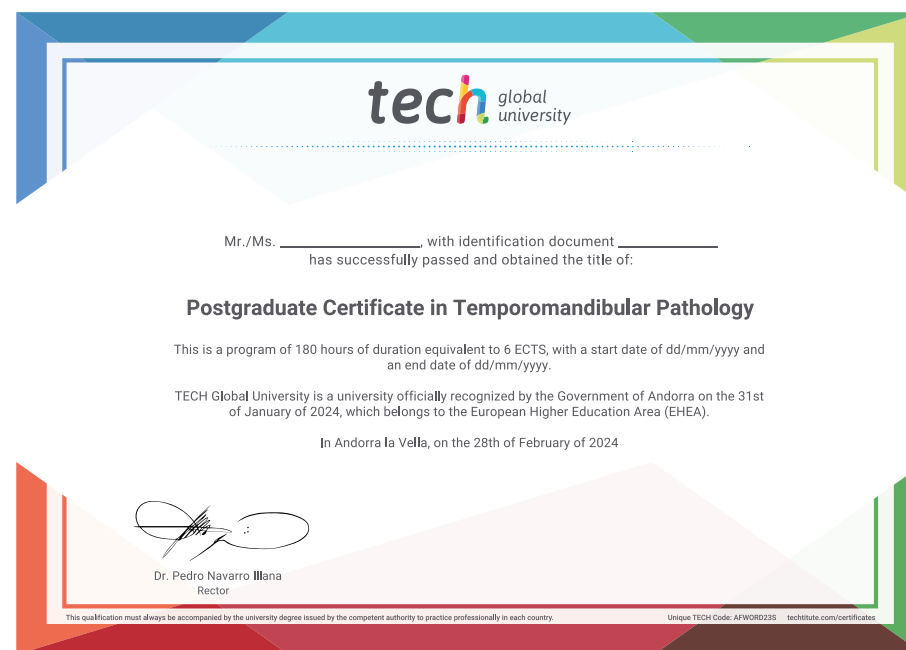 tech global university
Mr./Ms. ____________, with identification document ____________
has successfully passed and obtained the title of:
Postgraduate Certificate in Temporomandibular Pathology
This is a program of 180 hours of duration equivalent to 6 ECTS, with a start date of dd/mm/yyyy and
an end date of dd/mm/yyyy.
TECH Global University is a university officially recognized by the Government of Andorra on the 31st
of January of 2024, which belongs to the European Higher Education Area (EHEA).
In Andorra la Vella, on the 28th of February of 2024
Dr. Pedro Navarro Illana
Rector
This qualification must always be accompanied by the university degree issued by the competent authority to practice professionally in each country.
Unique TECH Code: AFWORD23S techtitute.com/certificates